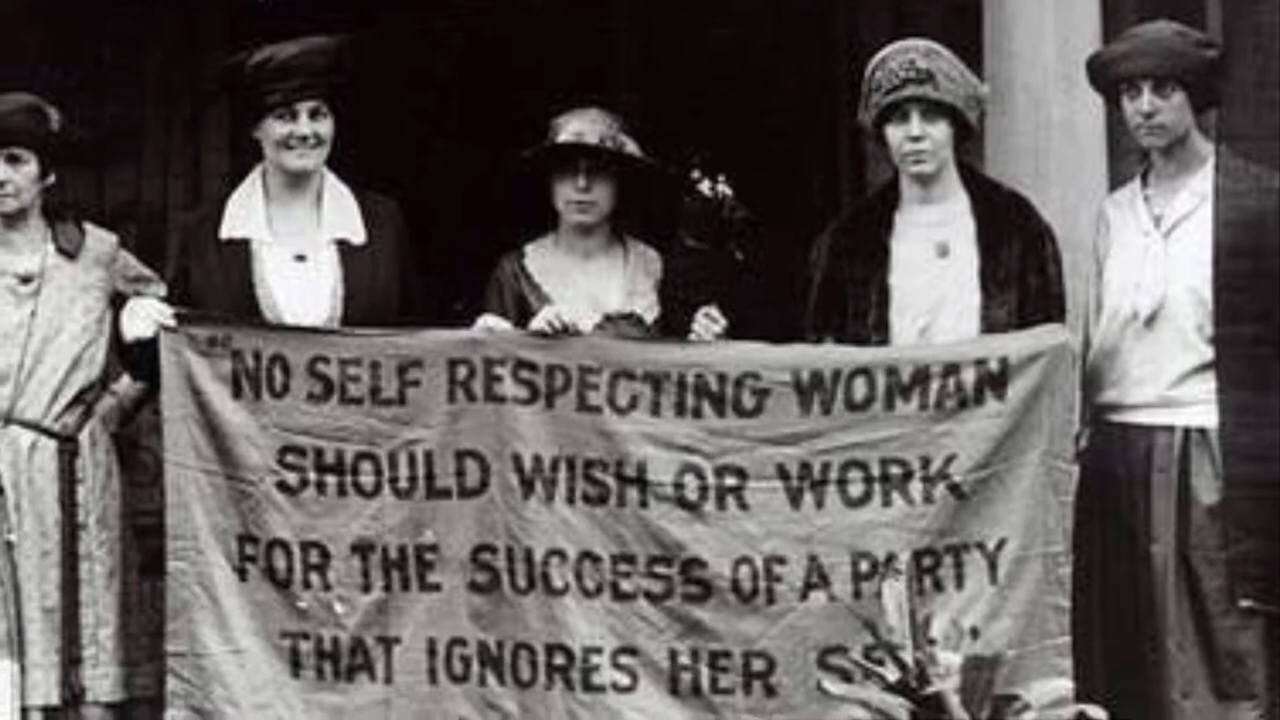 "NO SELF RESPECTING WOMAN
SHOULD WISH OR WORK
FOR THE SUCCESS OF A PARTY
THAT IGNORES HER